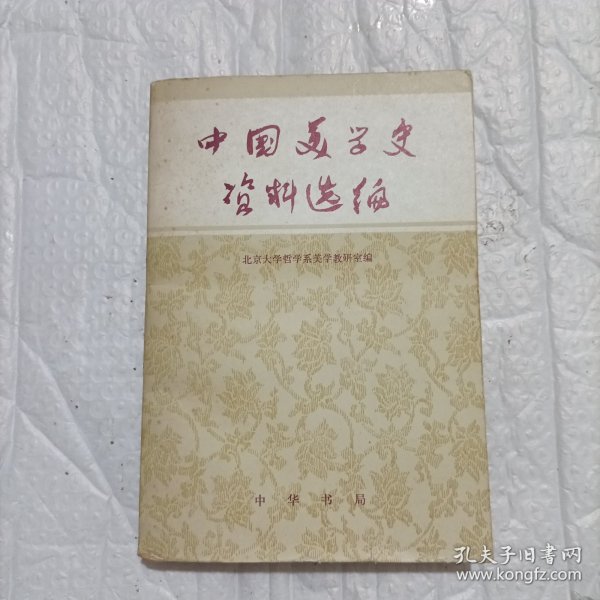 中国美学史
资料选编
北京大学哲学系美学教研室编
中华书局
孔夫子旧书网
www.kongfz.com